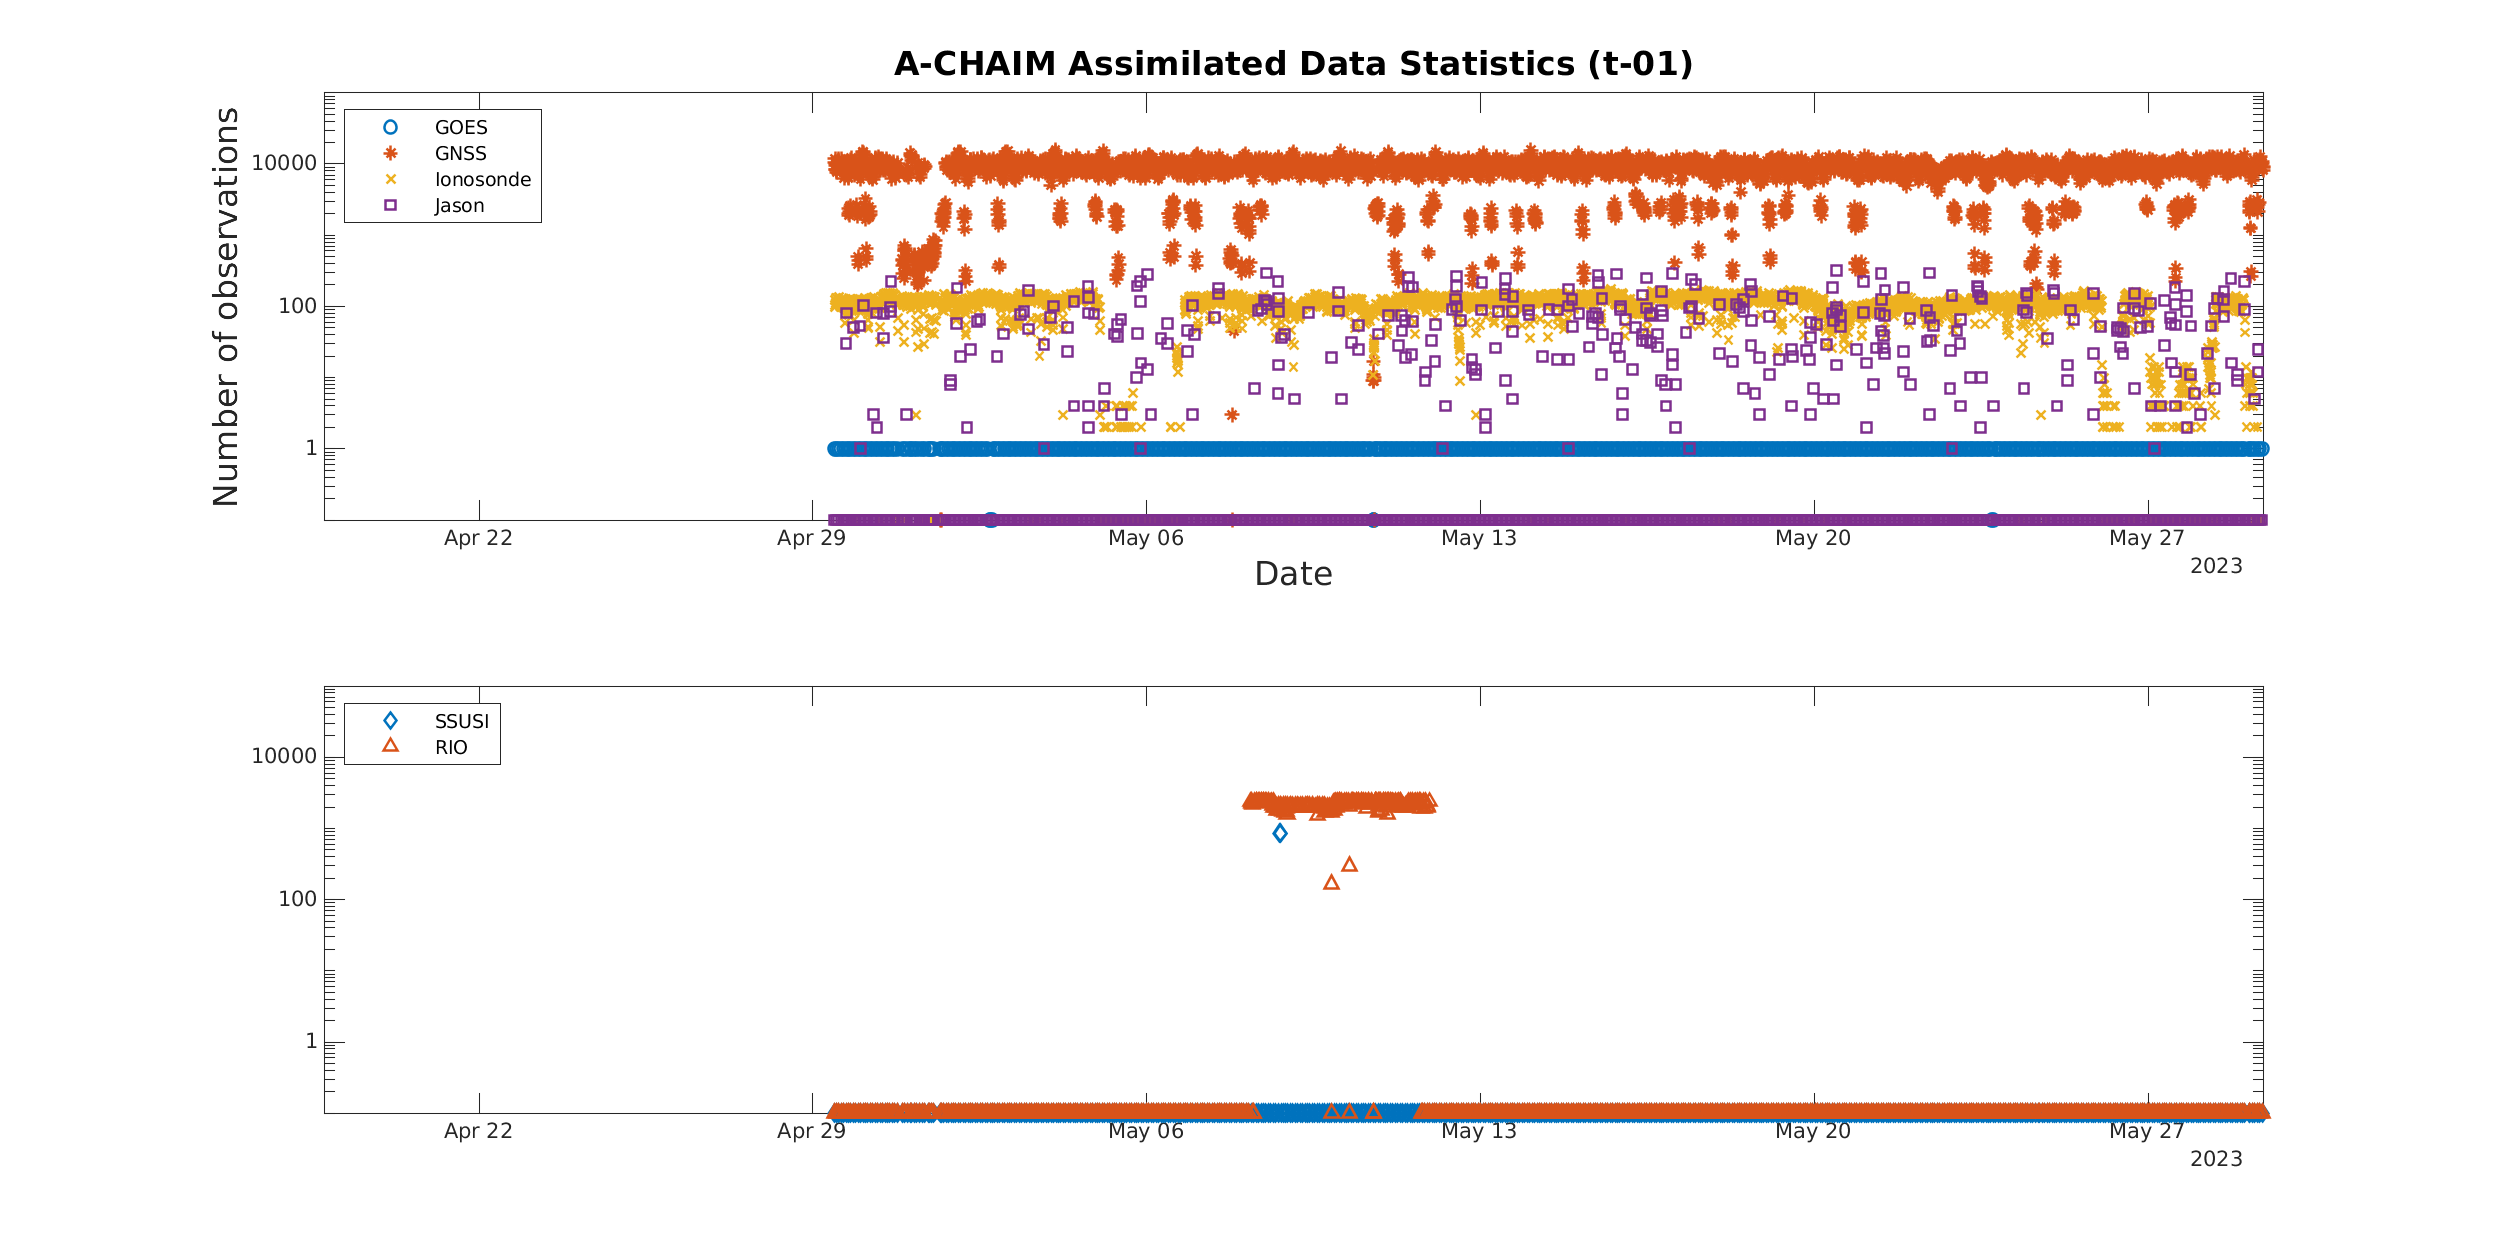 A-CHAIM Assimilated Data Statistics (t-01)
Number of observations
10000
100
1
GOES
GNSS
Ionosonde
Jason
Apr 22
Apr 29
May 06
May 13
May 20
May 27
2023
Date
10000
100
1
SSUSI
RIO
Apr 22
Apr 29
May 06
May 13
May 20
May 27
2023